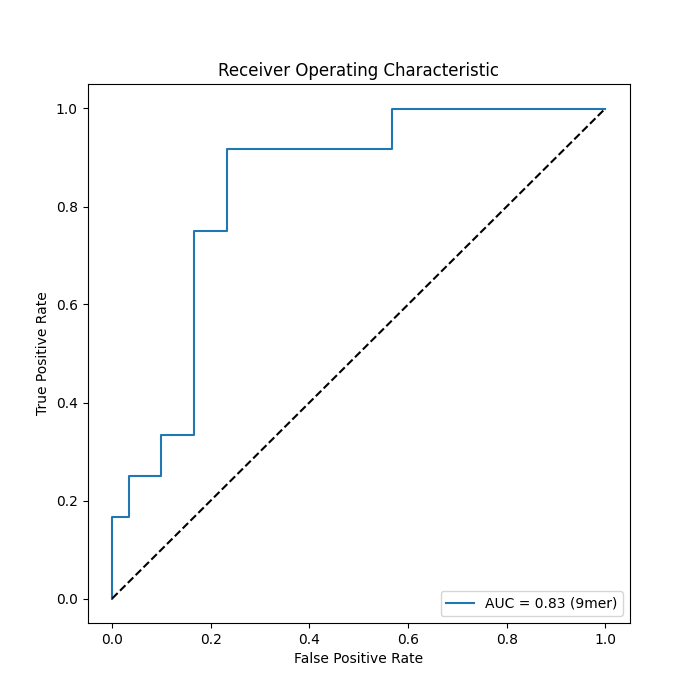 Receiver Operating Characteristic
True Positive Rate
1.0
0.8
0.6
0.4
0.2
0.0
AUC = 0.83 (9mer)
0.0 0.2 0.4 0.6 0.8 1.0
False Positive Rate